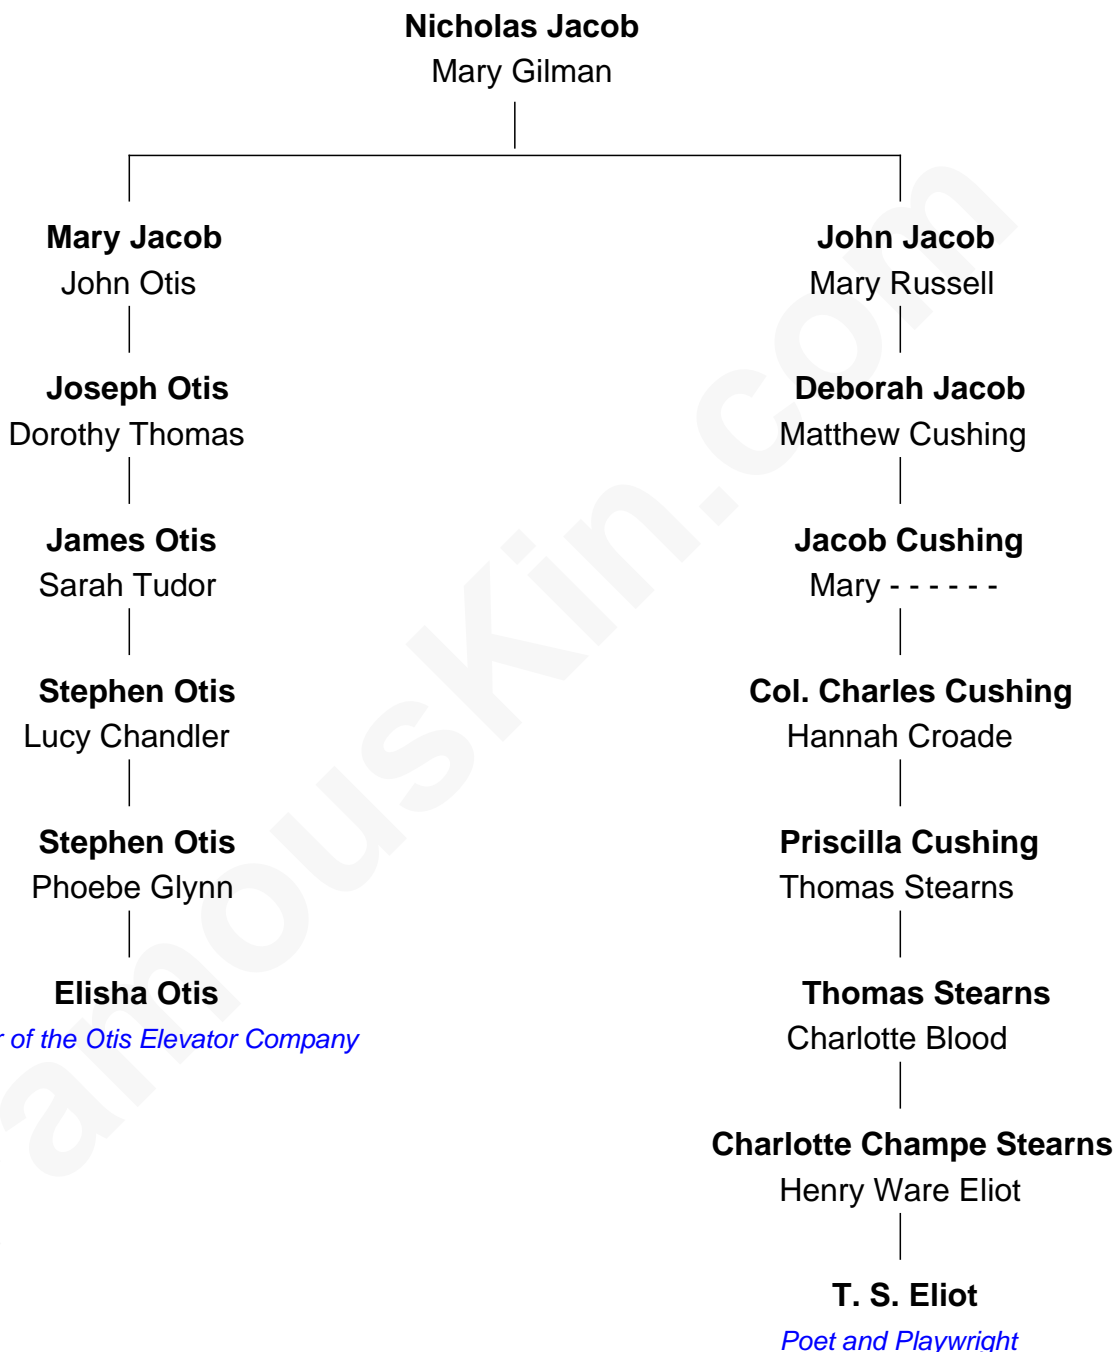 Nicholas Jacob
Mary Gilman
Mary Jacob
John Otis
Joseph Otis
Dorothy Thomas
James Otis
Sarah Tudor
Stephen Otis
Lucy Chandler
Stephen Otis
Phoebe Glynn
Elisha Otis
r of the Otis Elevator Company
John Jacob
Mary Russell
Deborah Jacob
Matthew Cushing
Jacob Cushing
Mary - - - - - -
Col. Charles Cushing
Hannah Croade
Priscilla Cushing
Thomas Stearns
Thomas Stearns
Charlotte Blood
Charlotte Champe Stearns
Henry Ware Eliot
T. S. Eliot
Poet and Playwright
amousKin.com